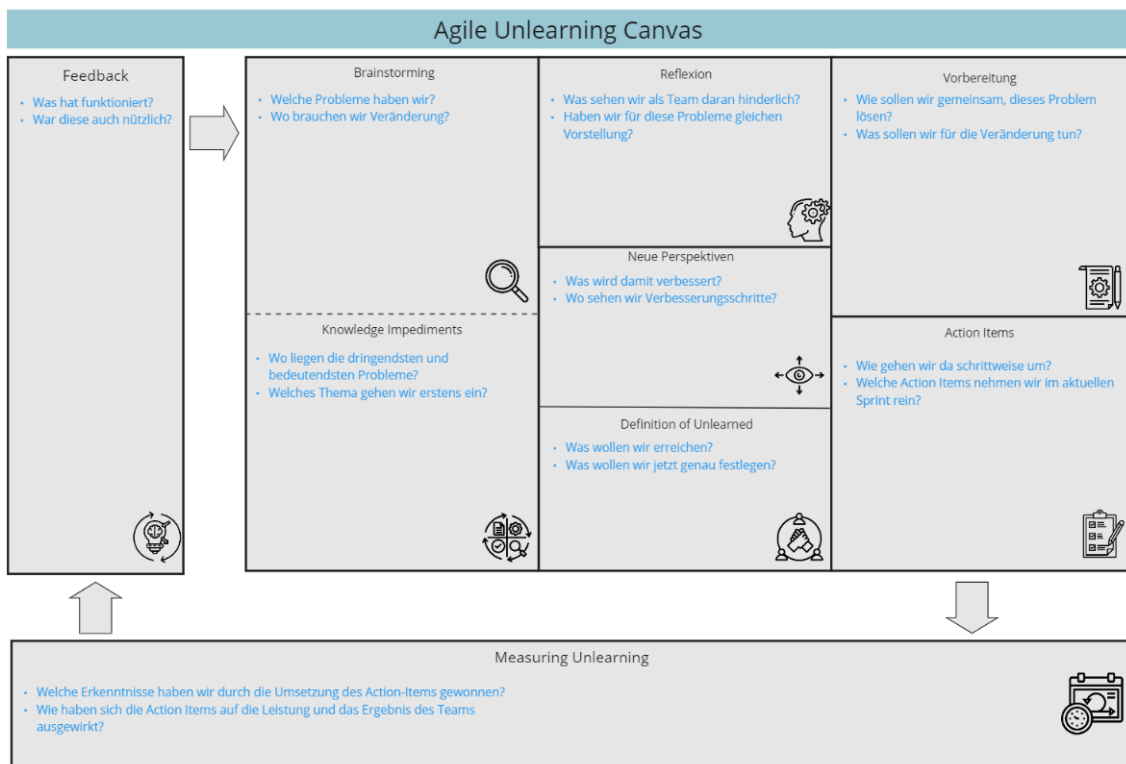 Agile Unlearning Canvas
Feedback
• Was hat funktioniert?
• War diese auch nützlich?
Brainstorming
• Welche Probleme haben wir?
• Wo brauchen wir Veränderung?
Knowledge Impediments
• Wo liegen die dringendsten und
bedeutendsten Probleme?
• Welches Thema gehen wir erstens ein?
Reflexion
• Was sehen wir als Team daran hinderlich?
• Haben wir für diese Probleme gleichen
Vorstellung?
Neue Perspektiven
• Was wird damit verbessert?
• Wo sehen wir Verbesserungsschritte?
Definition of Unlearned
• Was wollen wir erreichen?
• Was wollen wir jetzt genau festlegen?
Vorbereitung
• Wie sollen wir gemeinsam, dieses Problem
lösen?
• Was sollen wir für die Veränderung tun?
Action Items
• Wie gehen wir da schrittweise um?
• Welche Action Items nehmen wir im aktuellen
Sprint rein?
Measuring Unlearning
• Welche Erkenntnisse haben wir durch die Umsetzung des Action-Items gewonnen?
• Wie haben sich die Action Items auf die Leistung und das Ergebnis des Teams
ausgewirkt?